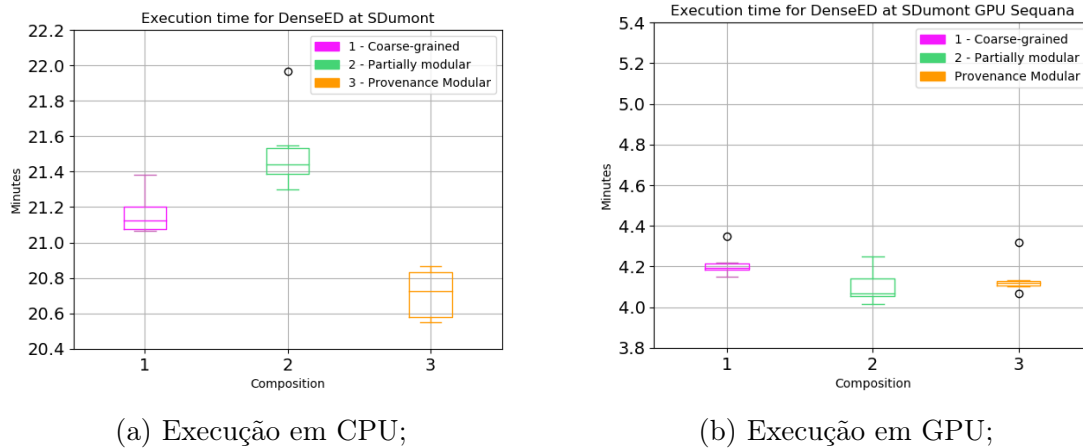 Execution time for DenseED at SDumont
22.2
22.0
21.8
21.6
21.4
21.2
21.0
20.8
20.6
20.4
Minutes
1 - Coarse-grained
2 - Partially modular
3 - Provenance Modular
1 2 3
Composition
(a) Execução em CPU;
Execution time for DenseED at SDumont GPU Sequana
5.4
5.2
5.0
4.8
4.6
4.4
4.2
4.0
3.8
Minutes
1 - Coarse-grained
2 - Partially modular
Provenance Modular
1 2 3
Composition
(b) Execução em GPU;